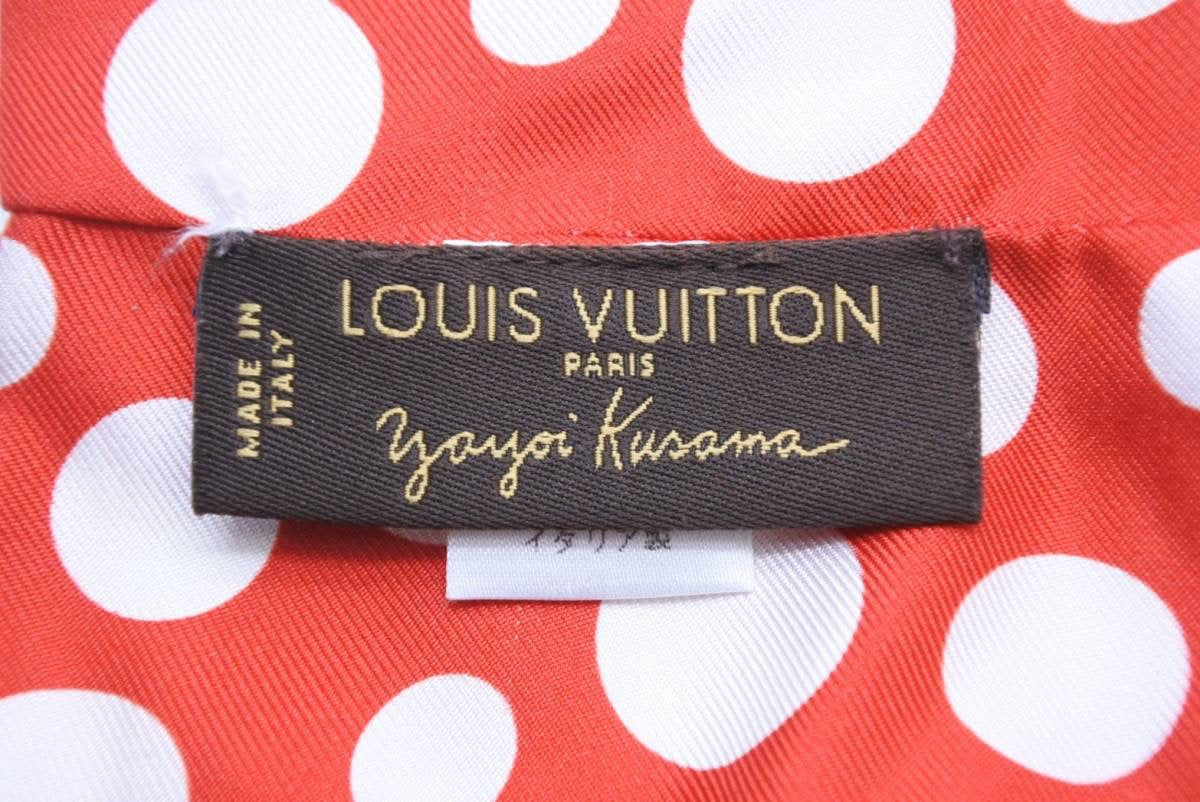 MADE IN
ITALY
LOUIS VUITTON
PARIS
Yayoi Kusama
イタリア製